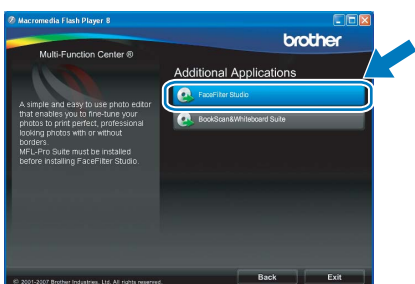 Macromedia Flash Player 8
brother
Multi-Function Center ®
Additional Applications
FaceFilter Studio
BookScan&Whiteboard Suite
A simple and easy to use photo editor
that enables you to fine-tune your
photos to print perfect, professional
looking photos with or without
borders.
MFL-Pro Suite must be installed
before installing FaceFilter Studio.
Back
Exit
© 2001-2007 Brother Industries, Ltd. All rights reserved.